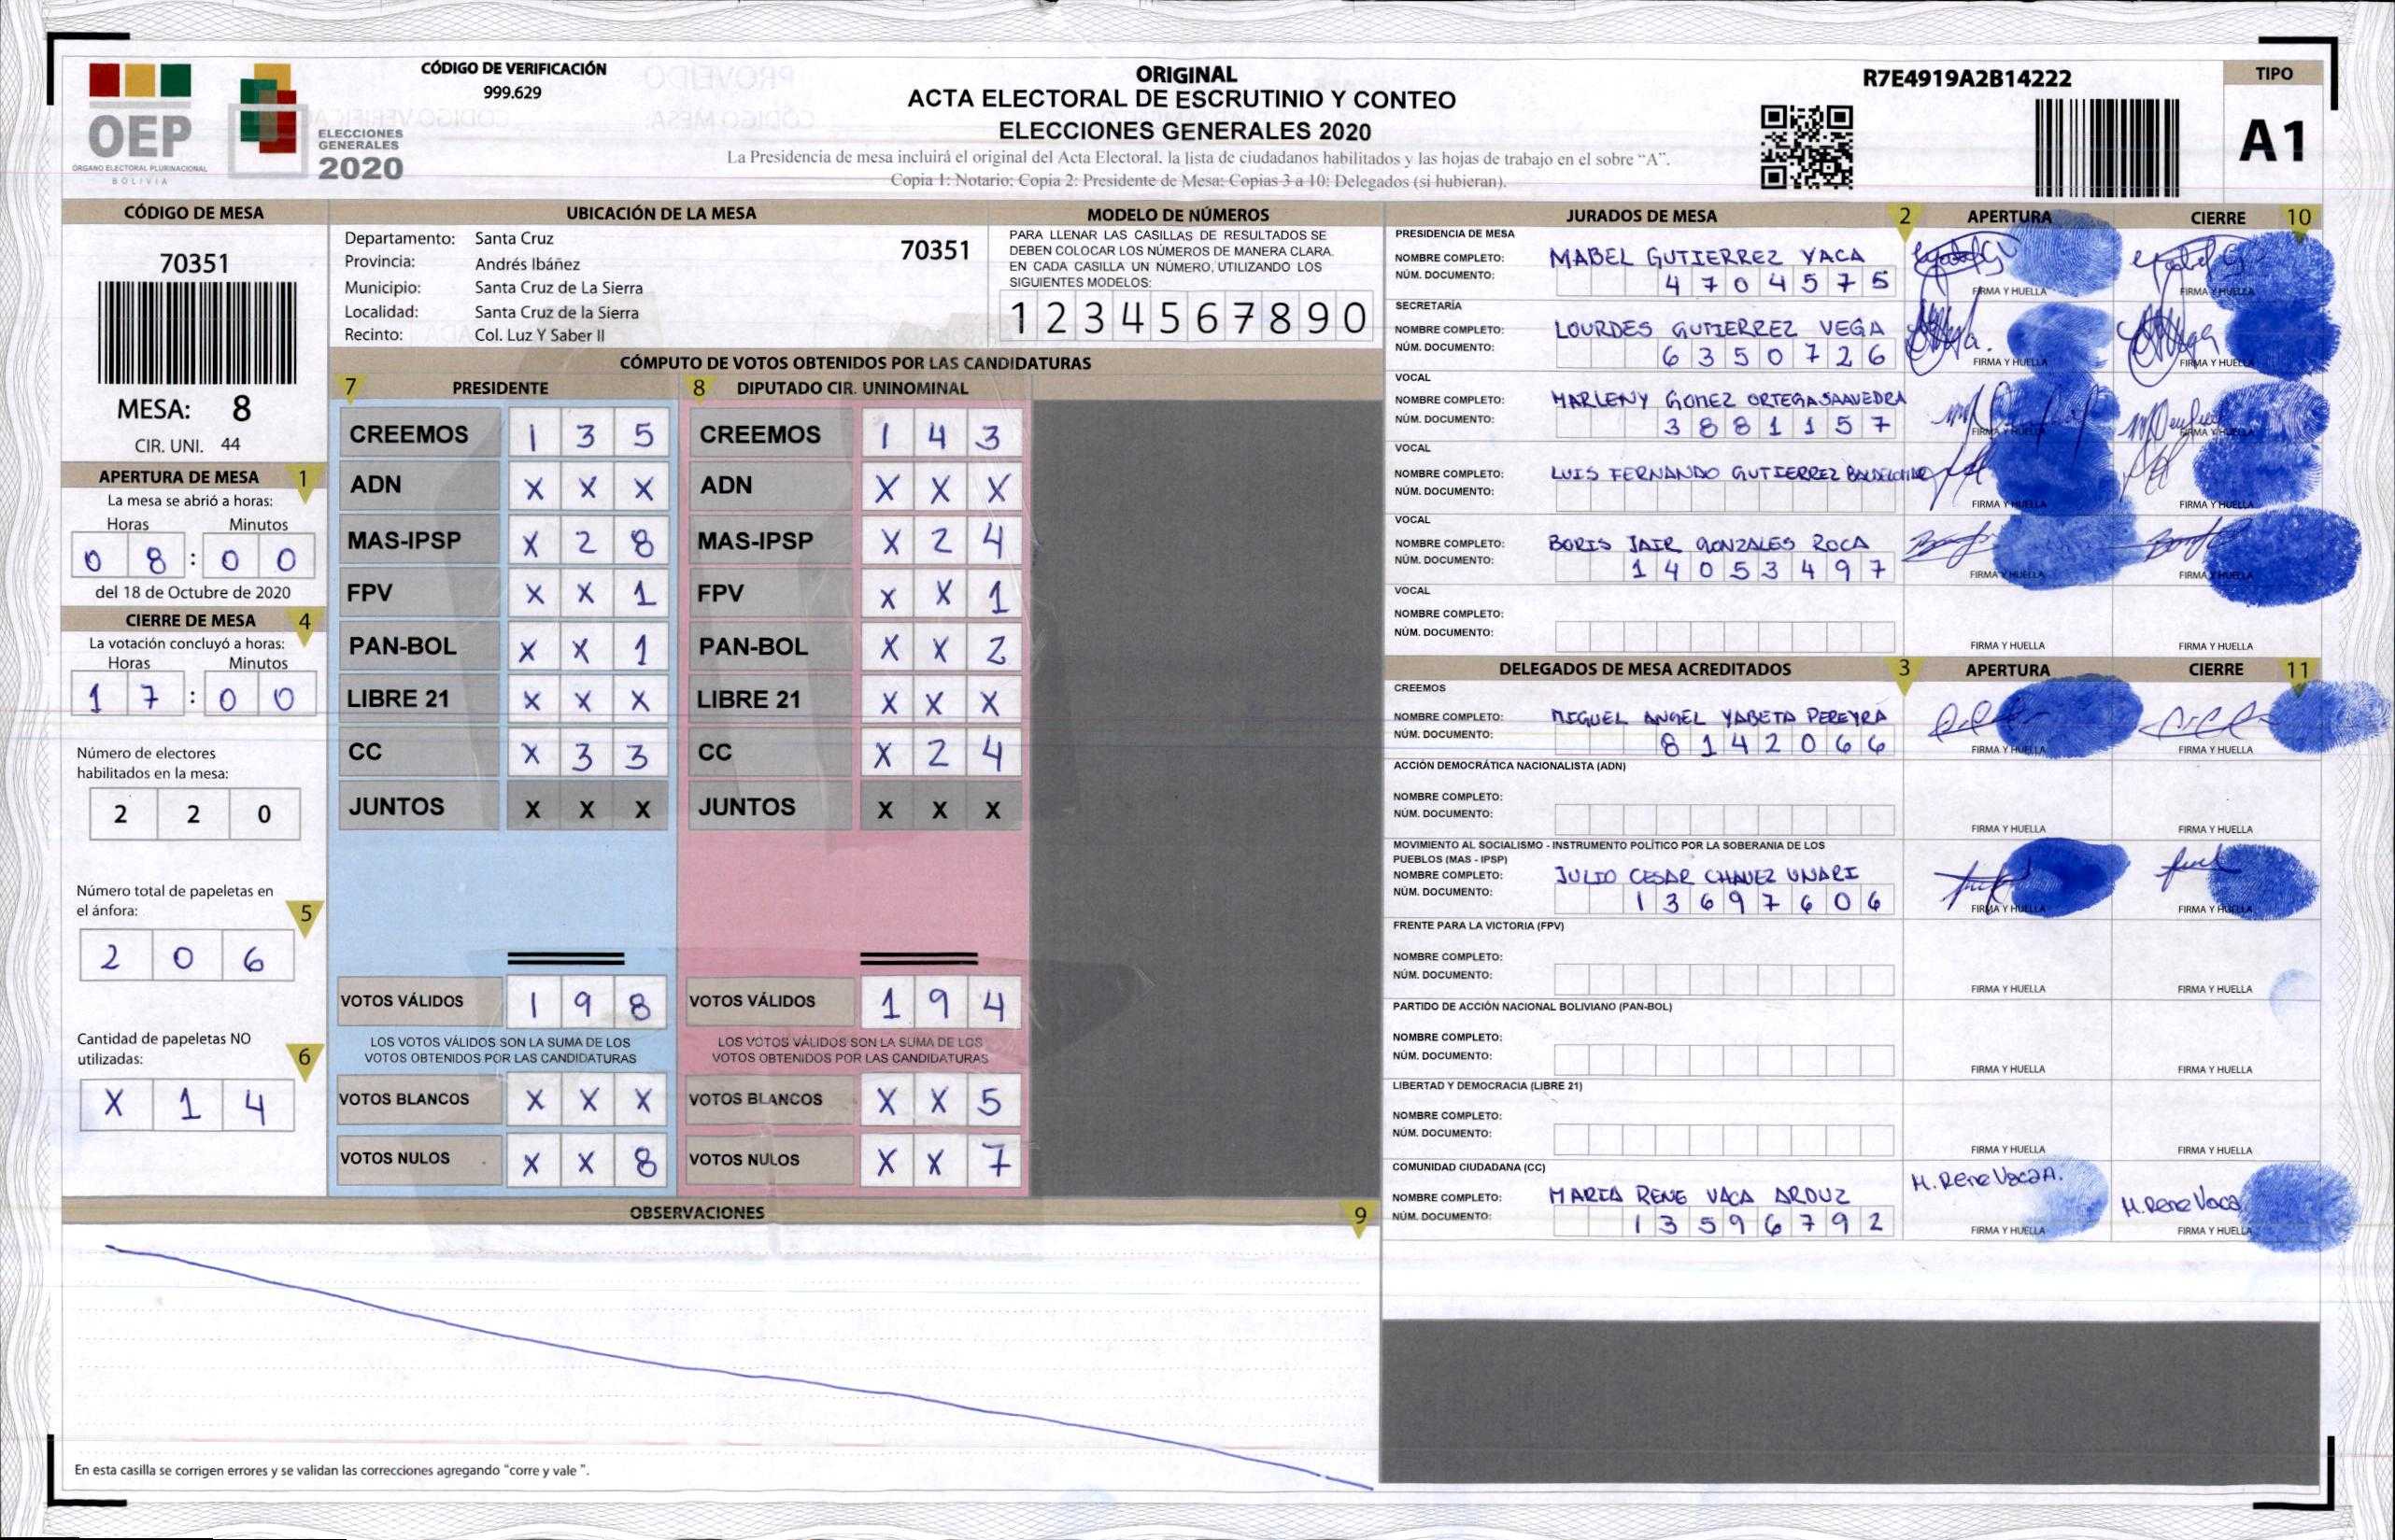 OEP
ÓRGANO ELECTORAL PLURINACIONAL
BOLIVIA
ELECCIONES
GENERALES
2020
CÓDIGO DE VERIFICACIÓN
999.629
ORIGINAL
ACTA ELECTORAL DE ESCRUTINIO Y CONTEO
ELECCIONES GENERALES 2020
La Presidencia de mesa incluirá el original del Acta Electoral, la lista de ciudadanos habilitados y las hojas de trabajo en el sobre "A".
Copia 1: Notario; Copia 2: Presidente de Mesa; Copias 3 a 10: Delegados (si hubieran).
R7E4919A2B14222
TIPO
A1
CÓDIGO DE MESA
70351
MESA: 8
CIR. UNI. 44
APERTURA DE MESA 1
La mesa se abrió a horas:
Horas Minutos
0 8 : 0 0
del 18 de Octubre de 2020
CIERRE DE MESA 4
La votación concluyó a horas:
Horas Minutos
1 7 : 0 0
Número de electores
habilitados en la mesa:
2 2 0
Número total de papeletas en
el ánfora: 5
2 0 6
Cantidad de papeletas NO
utilizadas: 6
X 1 4
UBICACIÓN DE LA MESA
Departamento: Santa Cruz 70351
Provincia: Andrés Ibáñez
Municipio: Santa Cruz de La Sierra
Localidad: Santa Cruz de la Sierra
Recinto: Col. Luz Y Saber II
MODELO DE NÚMEROS
PARA LLENAR LAS CASILLAS DE RESULTADOS SE
DEBEN COLOCAR LOS NÚMEROS DE MANERA CLARA.
EN CADA CASILLA UN NÚMERO, UTILIZANDO LOS
SIGUIENTES MODELOS:
1 2 3 4 5 6 7 8 9 0
CÓMPUTO DE VOTOS OBTENIDOS POR LAS CANDIDATURAS
7 PRESIDENTE 8 DIPUTADO CIR. UNINOMINAL
CREEMOS 1 3 5 CREEMOS 1 4 3
ADN X X X ADN X X X
MAS-IPSP X 2 8 MAS-IPSP X 2 4
FPV X X 1 FPV X X 1
PAN-BOL X X 1 PAN-BOL X X 2
LIBRE 21 X X X LIBRE 21 X X X
CC X 3 3 CC X 2 4
JUNTOS X X X JUNTOS X X X
VOTOS VÁLIDOS 1 9 8 VOTOS VÁLIDOS 1 9 4
LOS VOTOS VÁLIDOS SON LA SUMA DE LOS LOS VOTOS VÁLIDOS SON LA SUMA DE LOS
VOTOS OBTENIDOS POR LAS CANDIDATURAS VOTOS OBTENIDOS POR LAS CANDIDATURAS
VOTOS BLANCOS X X X VOTOS BLANCOS X X 5
VOTOS NULOS X X 8 VOTOS NULOS X X 7
OBSERVACIONES 9
En esta casilla se corrigen errores y se validan las correcciones agregando "corre y vale ".
JURADOS DE MESA 2 APERTURA CIERRE 10
PRESIDENCIA DE MESA
NOMBRE COMPLETO: MABEL GUTIERREZ VACA
NÚM. DOCUMENTO: 4 7 0 4 5 7 5
FIRMA Y HUELLA FIRMA Y HUELLA
SECRETARÍA
NOMBRE COMPLETO: LOURDES GUTIERREZ VEGA
NÚM. DOCUMENTO: 6 3 5 0 7 2 6
FIRMA Y HUELLA FIRMA Y HUELLA
VOCAL
NOMBRE COMPLETO: MARLENY GOMEZ ORTEGA SAAVEDRA
NÚM. DOCUMENTO: 3 8 8 1 1 5 7
FIRMA Y HUELLA FIRMA Y HUELLA
VOCAL
NOMBRE COMPLETO: LUIS FERNANDO GUTIERREZ
NÚM. DOCUMENTO:
FIRMA Y HUELLA FIRMA Y HUELLA
VOCAL
NOMBRE COMPLETO: BORIS JAIR GONZALES ROCA
NÚM. DOCUMENTO: 1 4 0 5 3 4 9 7
FIRMA Y HUELLA FIRMA Y HUELLA
VOCAL
NOMBRE COMPLETO:
NÚM. DOCUMENTO:
FIRMA Y HUELLA FIRMA Y HUELLA
DELEGADOS DE MESA ACREDITADOS 3 APERTURA CIERRE 11
CREEMOS
NOMBRE COMPLETO: MIGUEL ANGEL YABETA PEREYRA
NÚM. DOCUMENTO: 8 1 4 2 0 6 6
FIRMA Y HUELLA FIRMA Y HUELLA
ACCIÓN DEMOCRÁTICA NACIONALISTA (ADN)
NOMBRE COMPLETO:
NÚM. DOCUMENTO:
FIRMA Y HUELLA FIRMA Y HUELLA
MOVIMIENTO AL SOCIALISMO - INSTRUMENTO POLÍTICO POR LA SOBERANIA DE LOS
PUEBLOS (MAS - IPSP)
NOMBRE COMPLETO: JULIO CESAR CHAVEZ UNARI
NÚM. DOCUMENTO: 1 3 6 9 7 6 0 6
FIRMA Y HUELLA FIRMA Y HUELLA
FRENTE PARA LA VICTORIA (FPV)
NOMBRE COMPLETO:
NÚM. DOCUMENTO:
FIRMA Y HUELLA FIRMA Y HUELLA
PARTIDO DE ACCIÓN NACIONAL BOLIVIANO (PAN-BOL)
NOMBRE COMPLETO:
NÚM. DOCUMENTO:
FIRMA Y HUELLA FIRMA Y HUELLA
LIBERTAD Y DEMOCRACIA (LIBRE 21)
NOMBRE COMPLETO:
NÚM. DOCUMENTO:
FIRMA Y HUELLA FIRMA Y HUELLA
COMUNIDAD CIUDADANA (CC)
M. Rene Vaca A.
NOMBRE COMPLETO: MARIA RENE VACA ARDUZ M. Rene Vaca
NÚM. DOCUMENTO: 1 3 5 9 6 7 9 2
FIRMA Y HUELLA FIRMA Y HUELLA